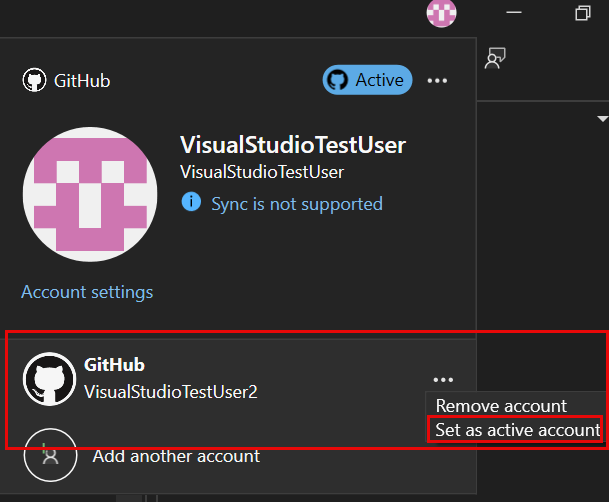 GitHub
Active
VisualStudioTestUser
VisualStudioTestUser
Sync is not supported
Account settings
GitHub
VisualStudioTestUser2
Remove account
Set as active account
Add another account